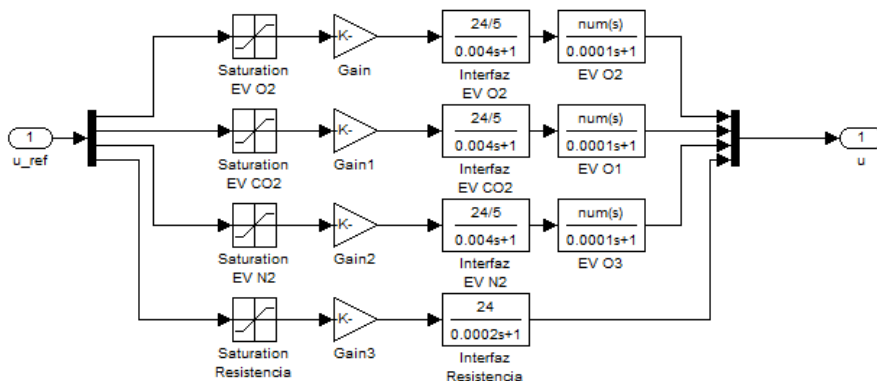 24/5
0.004s+1
num(s)
0.0001s+1
K-
Saturation
EV O2
Gain
Interfaz
EV O2
EV O2
1
u_ref
24/5
0.004s+1
num(s)
0.0001s+1
K-
Saturation
EV CO2
Gain1
Interfaz
EV CO2
EV O1
1
u
24/5
0.004s+1
num(s)
0.0001s+1
K-
Saturation
EV N2
Gain2
Interfaz
EV N2
EV O3
24
0.0002s+1
K-
Saturation
Resistencia
Gain3
Interfaz
Resistencia